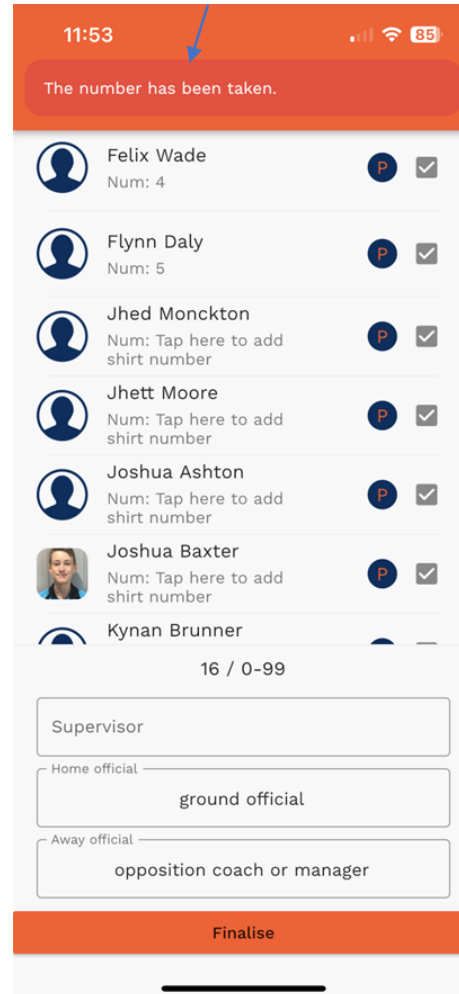 11:53
85
The number has been taken.
Felix Wade
Num: 4
P
Flynn Daly
Num: 5
P
Jhed Monckton
Num: Tap here to add
shirt number
P
Jhett Moore
Num: Tap here to add
shirt number
P
Joshua Ashton
Num: Tap here to add
shirt number
P
Joshua Baxter
Num: Tap here to add
shirt number
P
Kynan Brunner
16 / 0-99
Supervisor
Home official
ground official
Away official
opposition coach or manager
Finalise